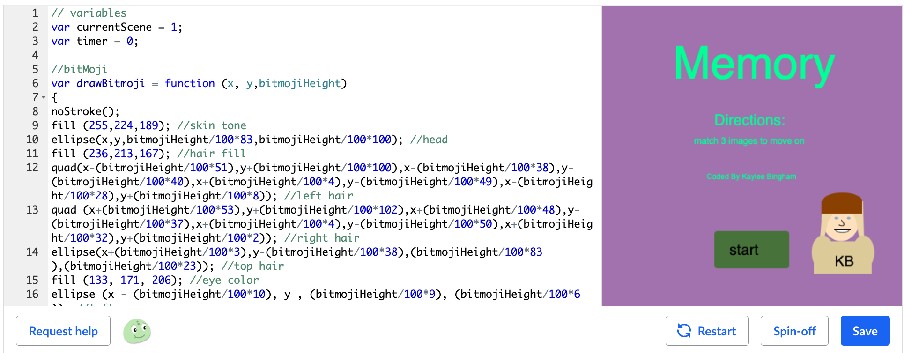 1 // variables
2 var currentScene = 1;
3 var timer = 0;
4
5 //bitMoji
6 var drawBitmoji = function (x, y,bitmojiHeight)
7 {
8 noStroke();
9 fill (255,224,189); //skin tone
10 ellipse(x,y,bitmojiHeight/100*83,bitmojiHeight/100*100); //head
11 fill (236,213,167); //hair fill
12 quad(x-(bitmojiHeight/100*51),y+(bitmojiHeight/100*100),x-(bitmojiHeight/100*38),y-
(bitmojiHeight/100*40),x+(bitmojiHeight/100*4),y-(bitmojiHeight/100*49),x-(bitmojiHeig
ht/100*28),y+(bitmojiHeight/100*8)); //left hair
13 quad (x+(bitmojiHeight/100*53),y+(bitmojiHeight/100*102),x+(bitmojiHeight/100*48),y-
(bitmojiHeight/100*37),x+(bitmojiHeight/100*4),y-(bitmojiHeight/100*50),x+(bitmojiHeig
ht/100*32),y+(bitmojiHeight/100*2)); //right hair
14 ellipse(x-(bitmojiHeight/100*3),y-(bitmojiHeight/100*38),(bitmojiHeight/100*83
),(bitmojiHeight/100*23)); //top hair
15 fill (133, 171, 206); //eye color
16 ellipse (x - (bitmojiHeight/100*10), y , (bitmojiHeight/100*9), (bitmojiHeight/100*6
Memory
Directions:
match 3 images to move on
Coded By Kaylee Bingham
start
KB
Request help
Restart
Spin-off
Save